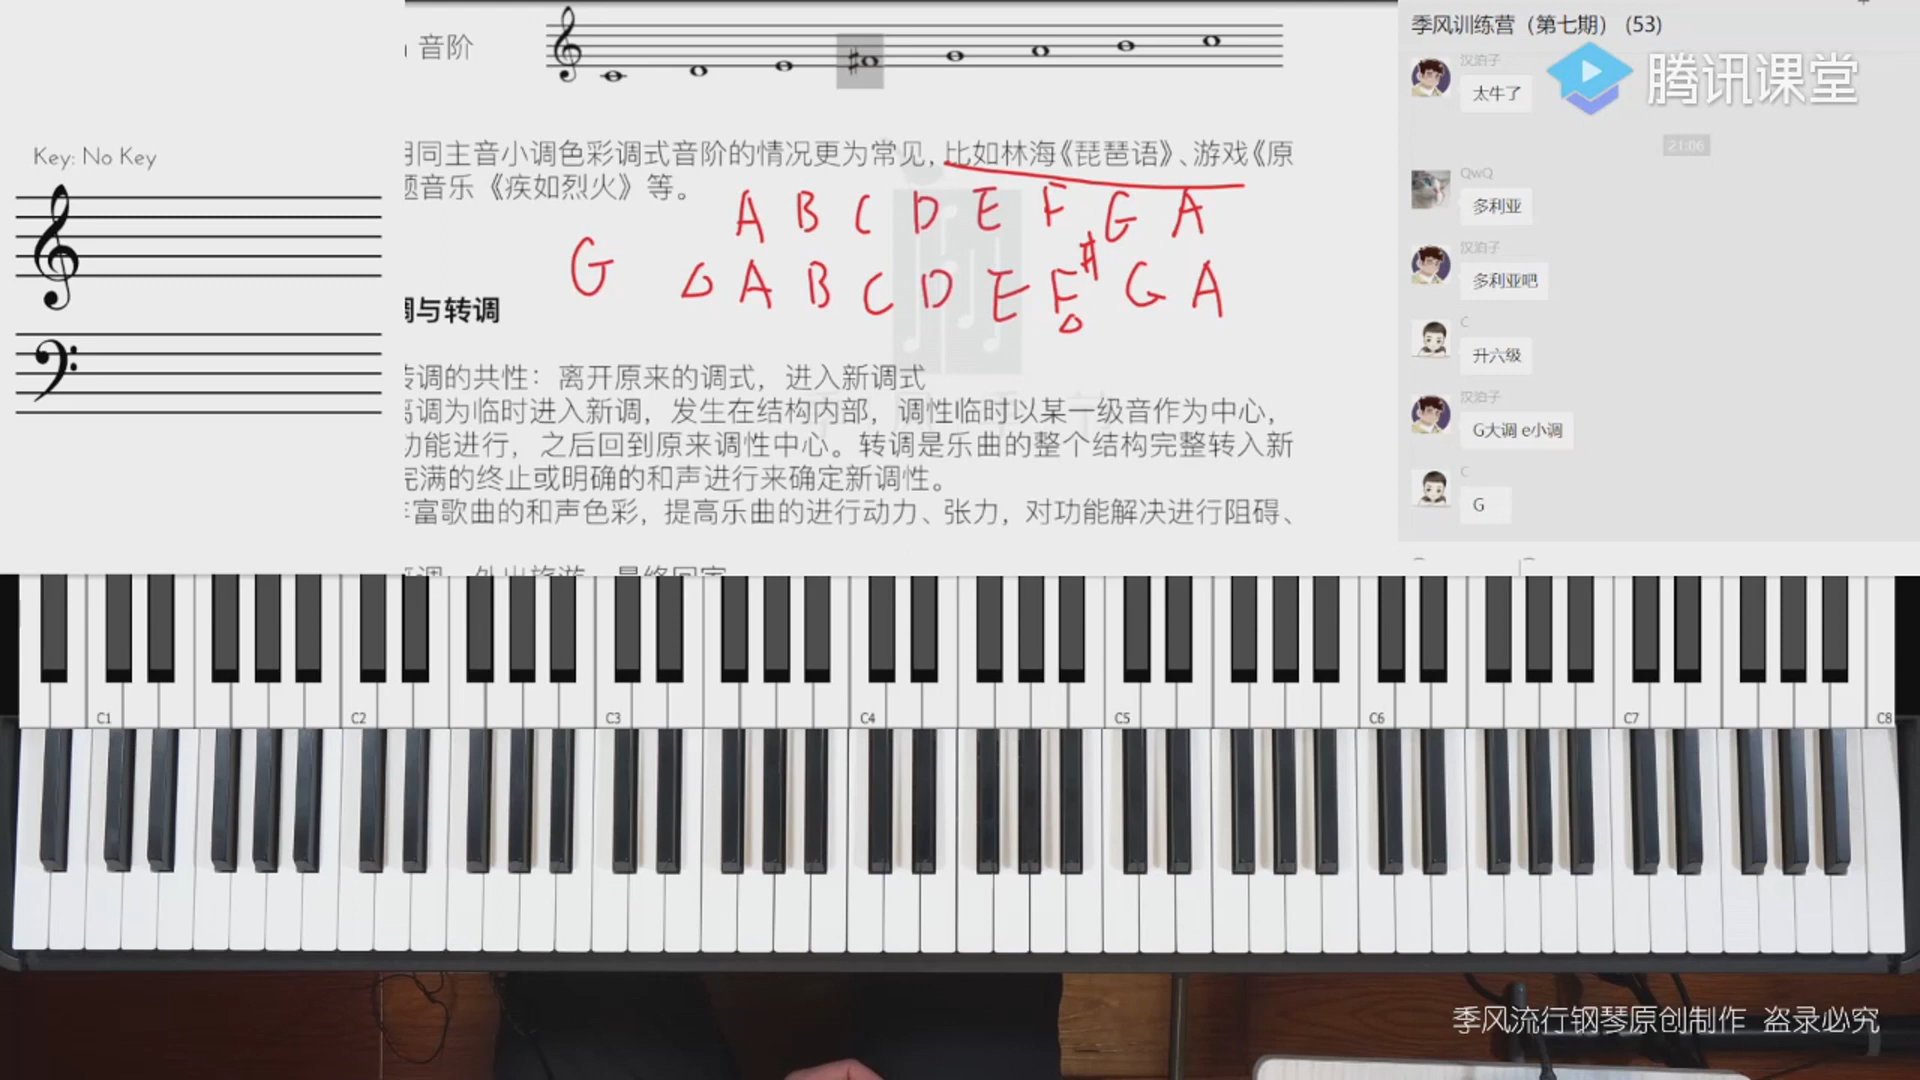 音阶
Key: No Key
同主音小调色彩调式音阶的情况更为常见，比如林海《琵琶语》、游戏《原
题音乐《疾如烈火》等。
A B C D E F G A
G △ A B C D E F# G A
调与转调
转调的共性：离开原来的调式，进入新调式
离调为临时进入新调，发生在结构内部，调性临时以某一级音作为中心，
功能进行，之后回到原来调性中心。转调是乐曲的整个结构完整转入新
完满的终止或明确的和声进行来确定新调性。
丰富歌曲的和声色彩，提高乐曲的进行动力、张力，对功能解决进行阻碍、
季风训练营（第七期） (53)
汉泊子
太牛了
腾讯课堂
21:06
QwQ
多利亚
汉泊子
多利亚吧
C
升六级
汉泊子
G大调 e小调
C
G
C1 C2 C3 C4 C5 C6 C7 C8
季风流行钢琴原创制作 盗录必究